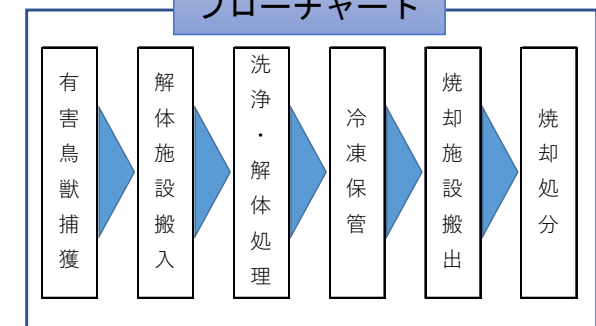 フローチャート
有害鳥獣捕獲
解体施設搬入
洗浄・解体処理
冷凍保管
焼却施設搬出
焼却処分